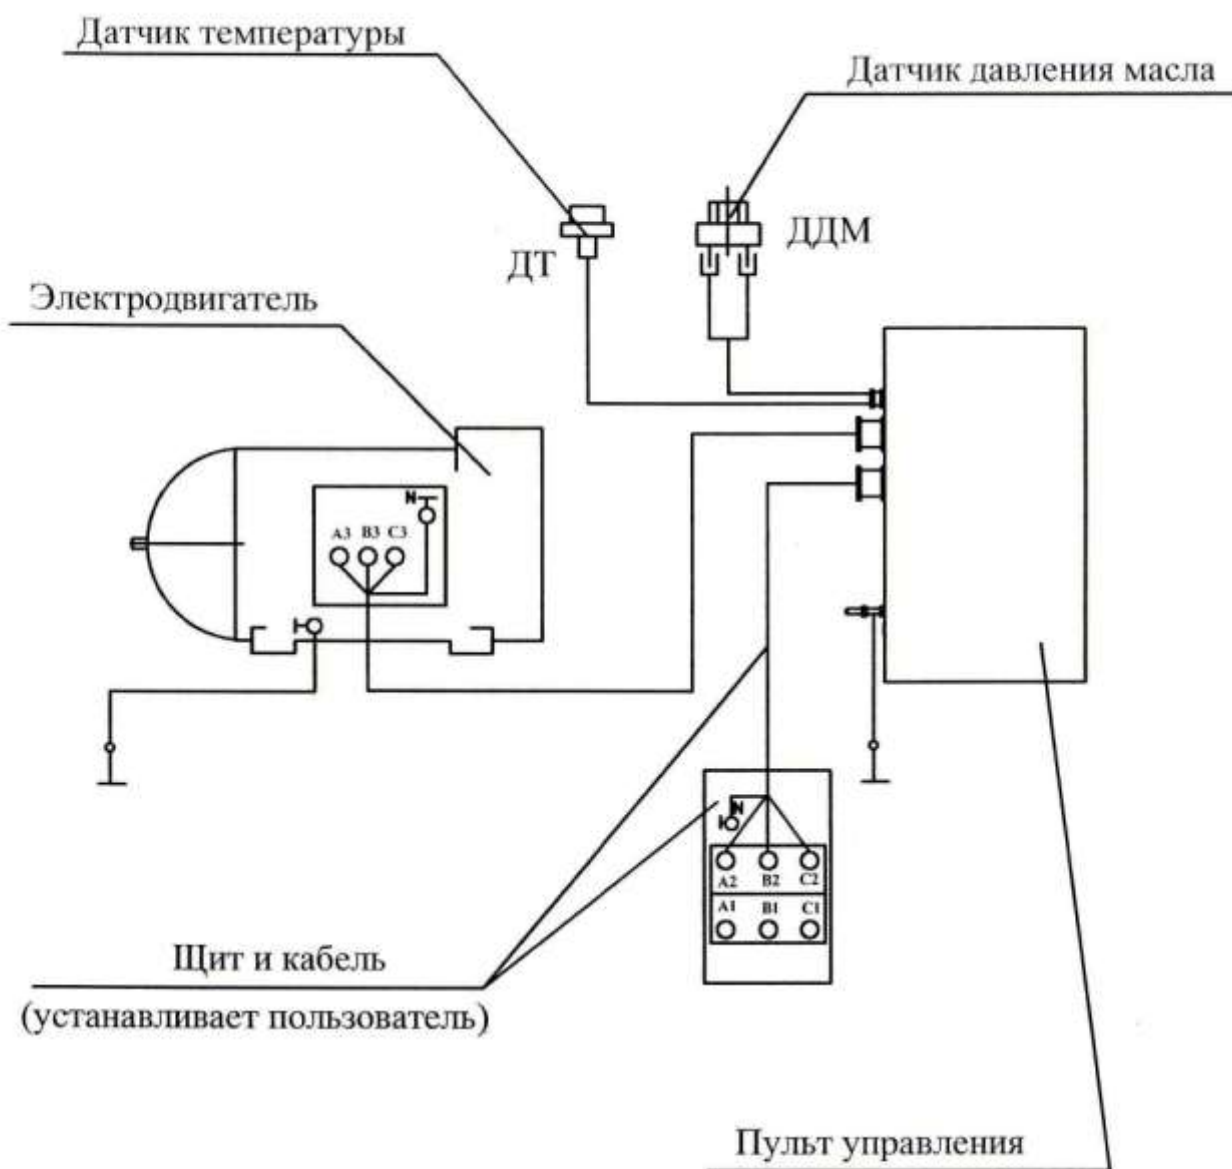 Датчик температуры
Датчик давления масла
ДДМ
ДТ
Электродвигатель
N
A3 B3 C3
N
A2 B2 C2
A1 B1 C1
Щит и кабель
(устанавливает пользователь)
Пульт управления